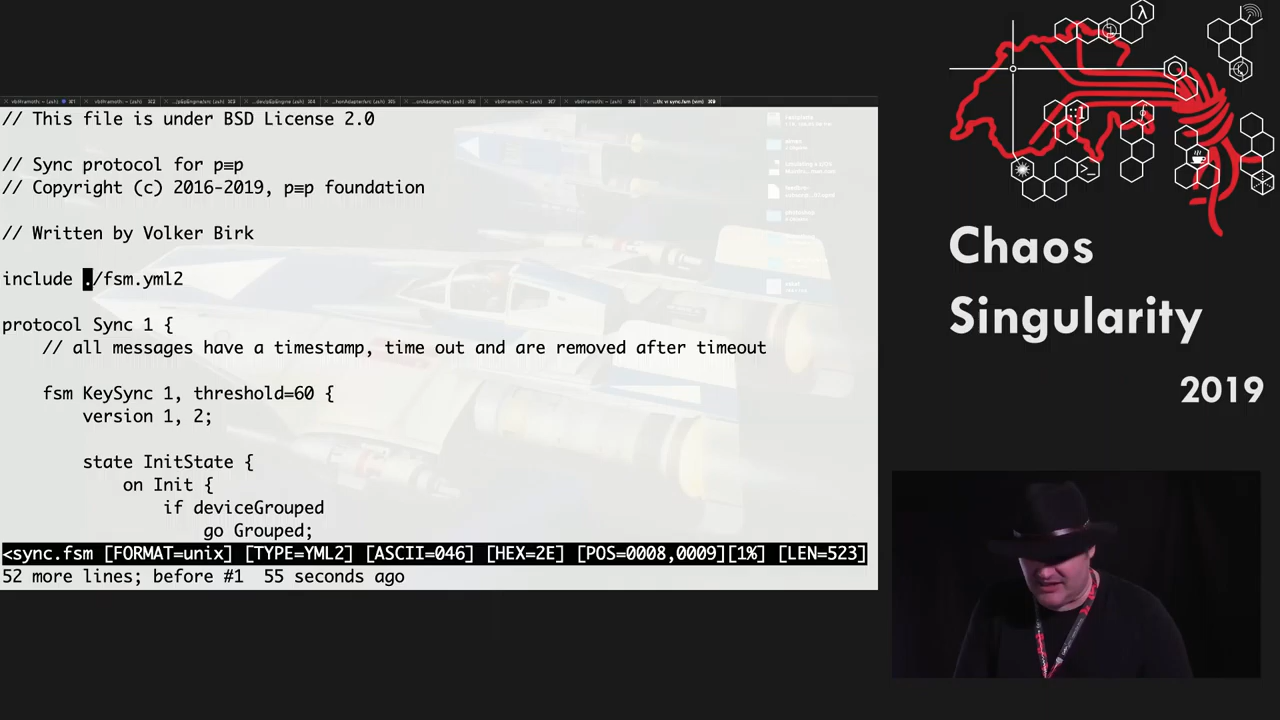 // This file is under BSD License 2.0
// Sync protocol for p≡p
// Copyright (c) 2016-2019, p≡p foundation
// Written by Volker Birk
include ./fsm.yml2
protocol Sync 1 {
// all messages have a timestamp, time out and are removed after timeout
fsm KeySync 1, threshold=60 {
version 1, 2;
state InitState {
on Init {
if deviceGrouped
go Grouped;
<sync.fsm [FORMAT=unix] [TYPE=YML2] [ASCII=046] [HEX=2E] [POS=0008,0009][1%] [LEN=523]
52 more lines; before #1 55 seconds ago
Chaos
Singularity
2019